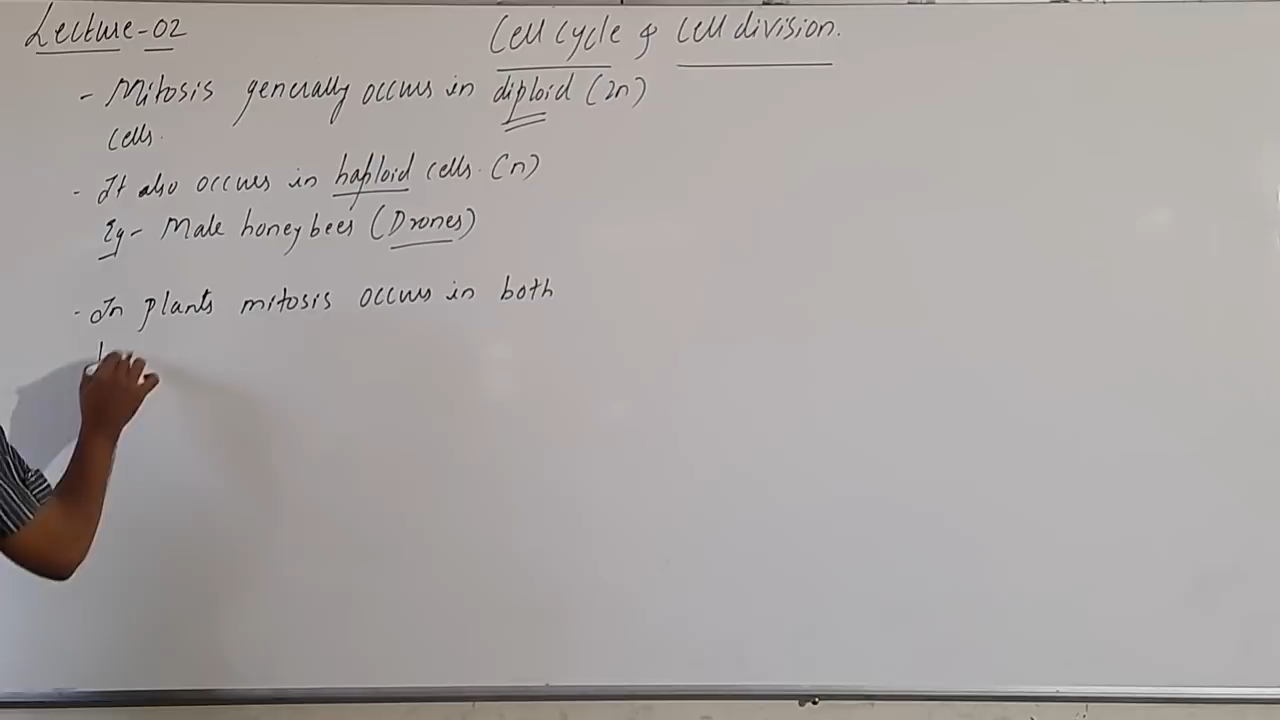 Lecture-02
Cell cycle & Cell division.
- Mitosis generally occurs in diploid (2n)
cells.
- It also occurs in haploid cells. (n)
Eg - Male honeybees (Drones)
- In plants mitosis occurs in both